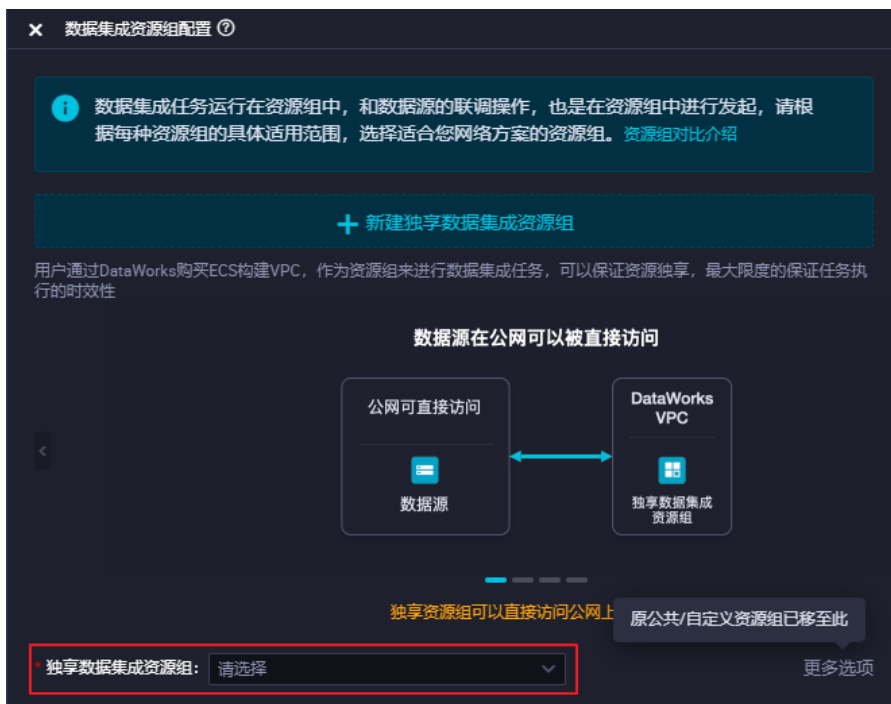 × 数据集成资源组配置 ?
数据集成任务运行在资源组中，和数据源的联调操作，也是在资源组中进行发起，请根
据每种资源组的具体适用范围，选择适合您网络方案的资源组。资源组对比介绍
+ 新建独享数据集成资源组
用户通过DataWorks购买ECS构建VPC，作为资源组来进行数据集成任务，可以保证资源独享，最大限度的保证任务执
行的时效性
数据源在公网可以被直接访问
公网可直接访问
数据源
DataWorks
VPC
独享数据集成
资源组
独享资源组可以直接访问公网上
原公共/自定义资源组已移至此
* 独享数据集成资源组： 请选择
更多选项